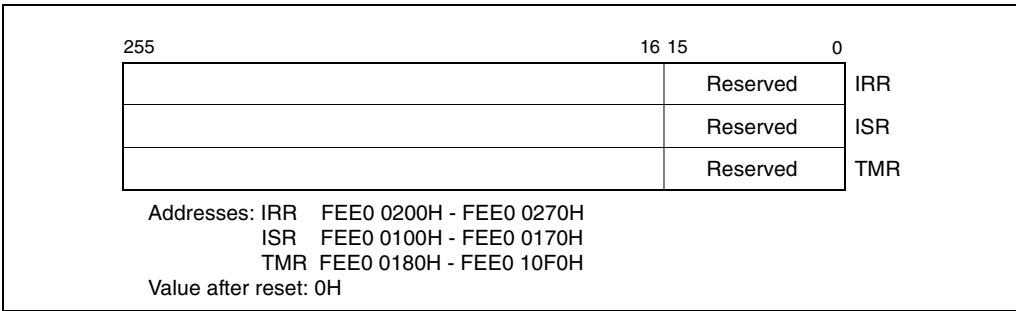 255 16 15 0
Reserved IRR
Reserved ISR
Reserved TMR
Addresses: IRR FEE0 0200H - FEE0 0270H
ISR FEE0 0100H - FEE0 0170H
TMR FEE0 0180H - FEE0 10F0H
Value after reset: 0H